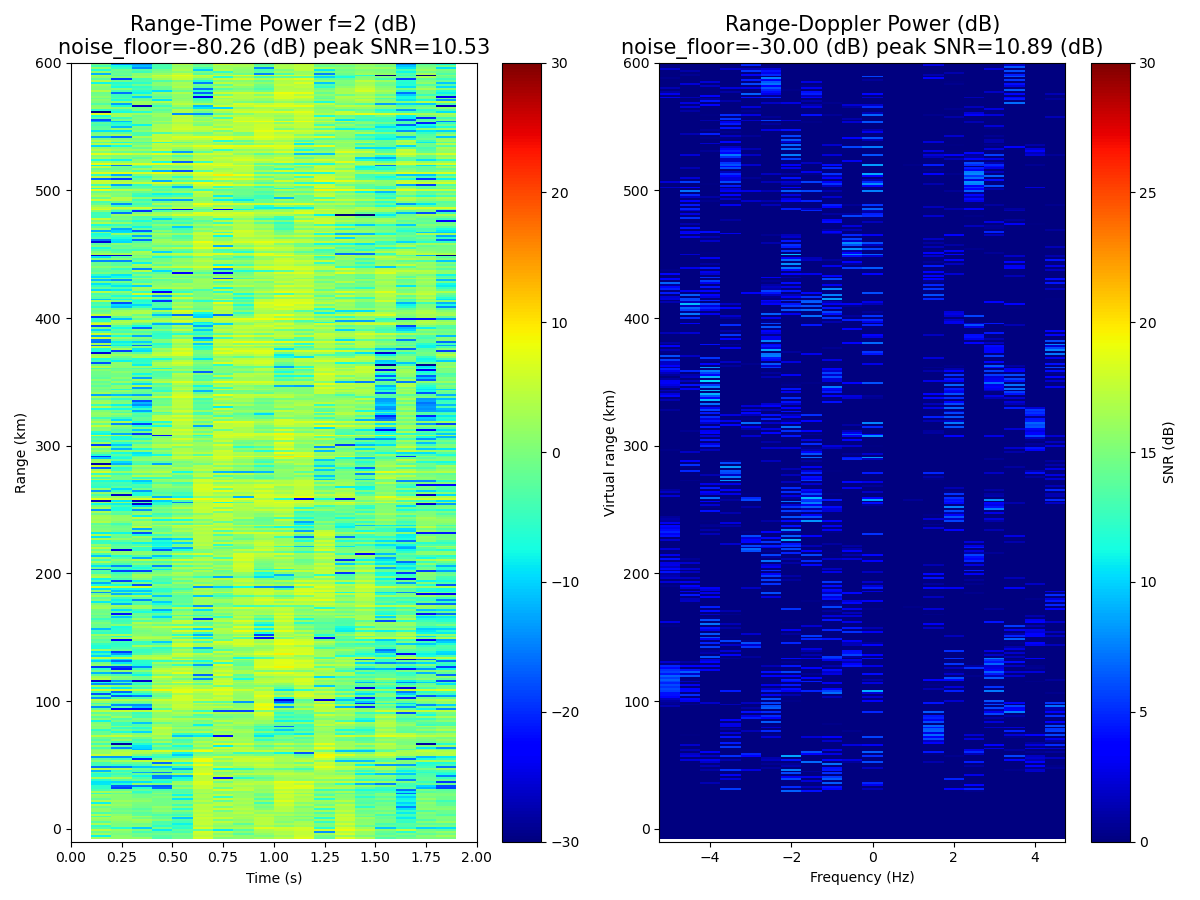 Range-Time Power f=2 (dB)
noise_floor=-80.26 (dB) peak SNR=10.53
Range-Doppler Power (dB)
noise_floor=-30.00 (dB) peak SNR=10.89 (dB)
600
500
400
300
200
100
0
Range (km)
0.00 0.25 0.50 0.75 1.00 1.25 1.50 1.75 2.00
Time (s)
30
20
10
0
−10
−20
−30
600
500
400
300
200
100
0
Virtual range (km)
−4 −2 0 2 4
Frequency (Hz)
30
25
20
15
10
5
0
SNR (dB)